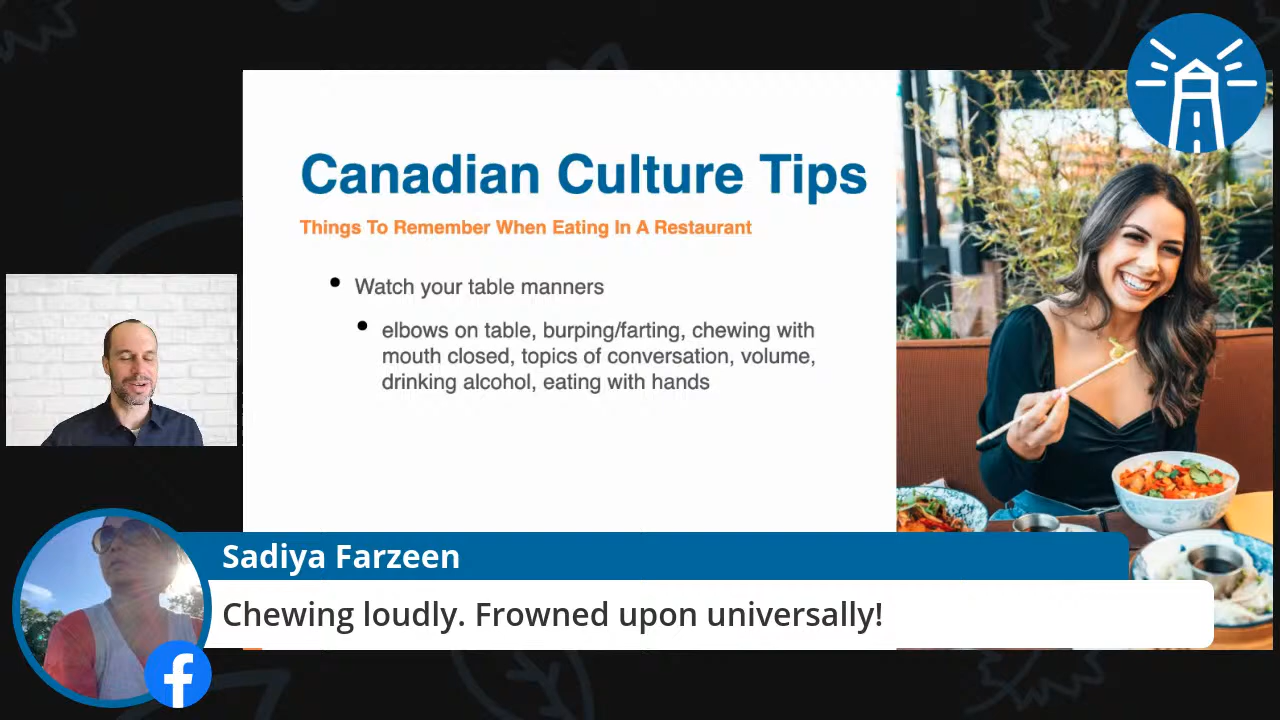 Canadian Culture Tips
Things To Remember When Eating In A Restaurant
Watch your table manners
elbows on table, burping/farting, chewing with
mouth closed, topics of conversation, volume,
drinking alcohol, eating with hands
Sadiya Farzeen
Chewing loudly. Frowned upon universally!